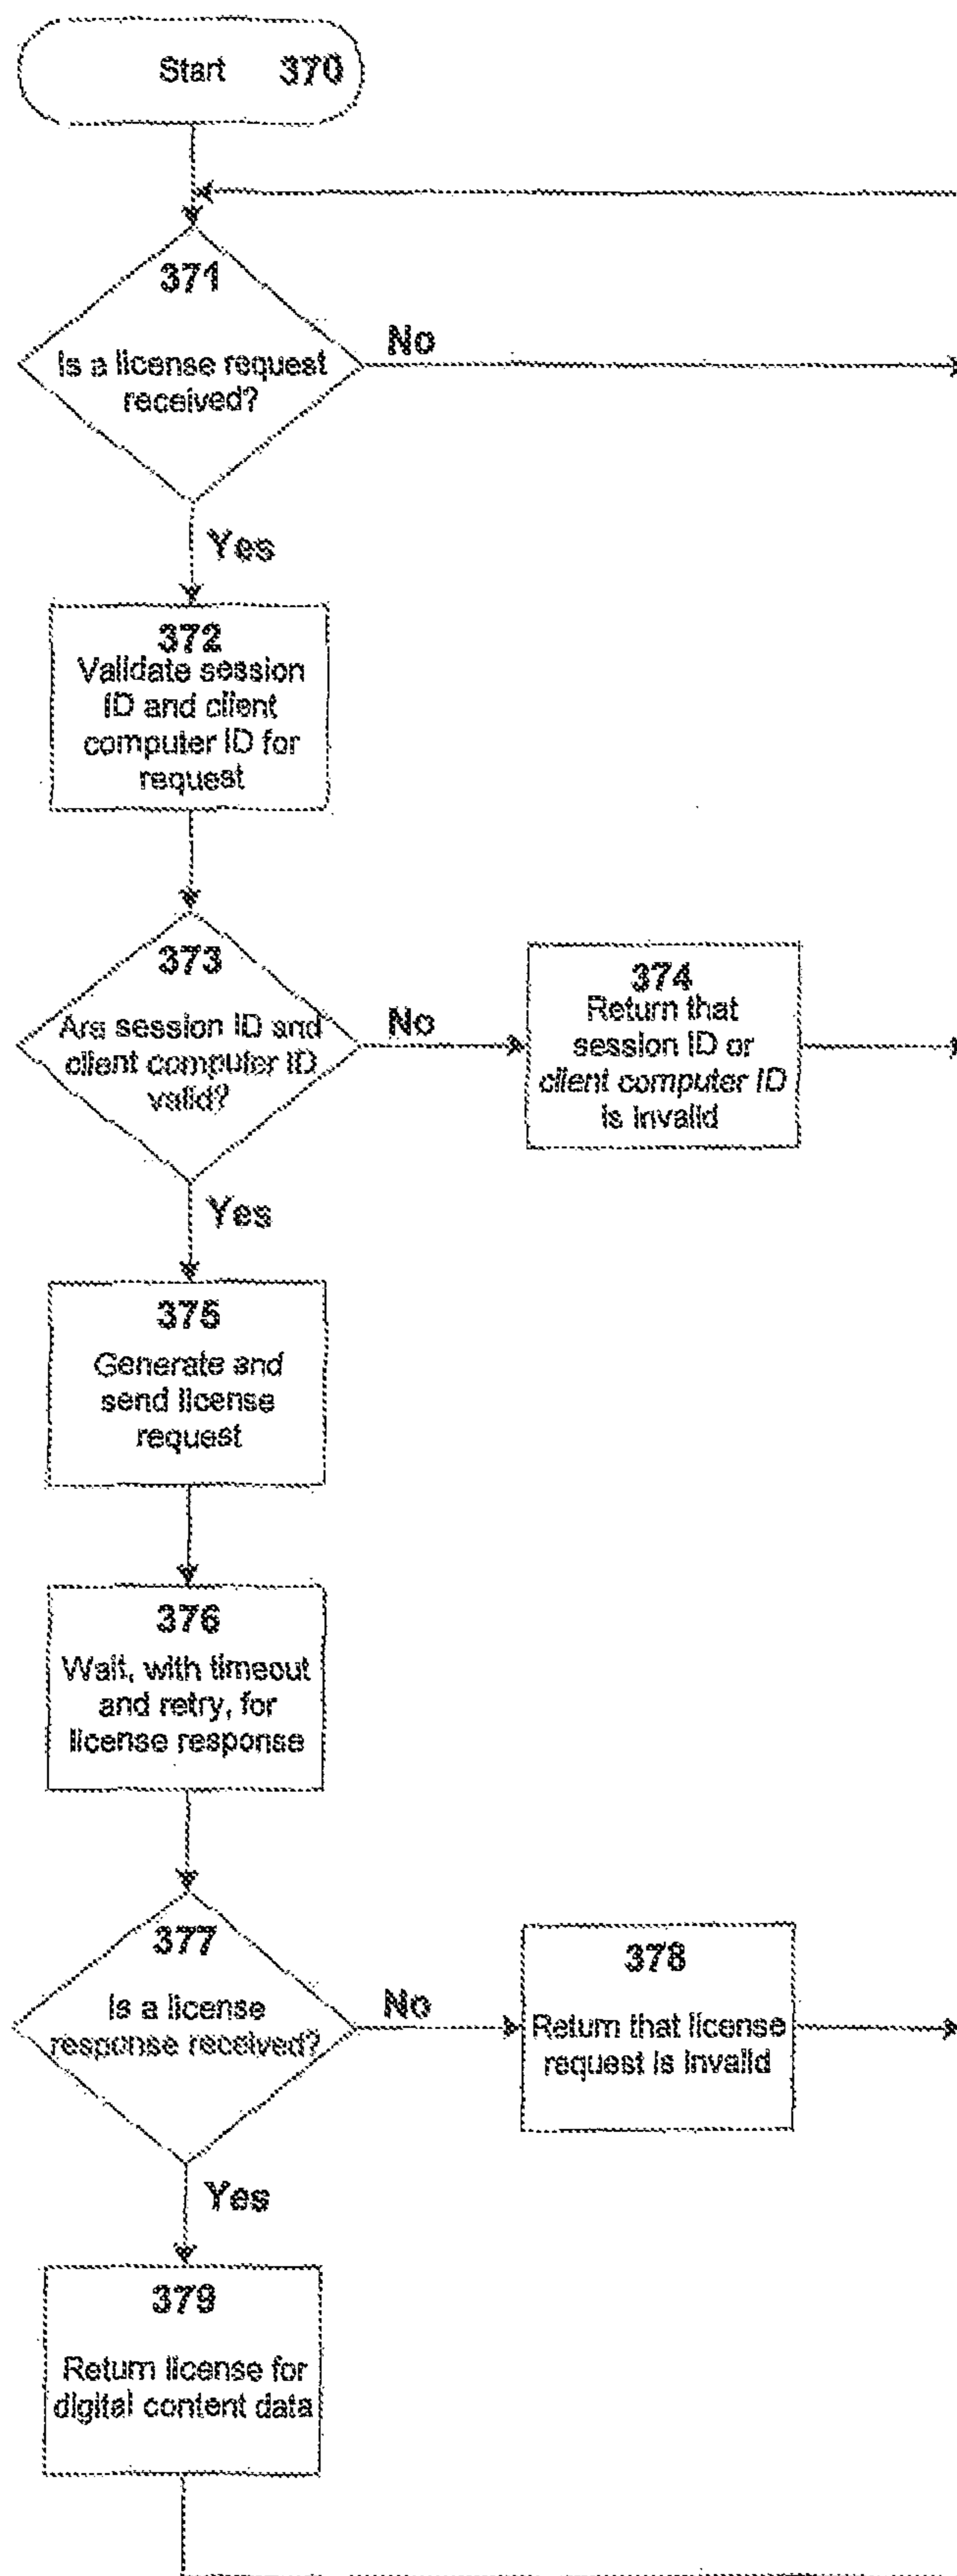 Start 370
371
Is a license request
received?
No
Yes
372
Validate session
ID and client
computer ID for
request
373
Are session ID and
client computer ID
valid?
No
374
Return that
session ID or
client computer ID
is invalid
Yes
375
Generate and
send license
request
376
Wait, with timeout
and retry, for
license response
377
Is a license
response received?
No
378
Return that license
request is invalid
Yes
379
Return license for
digital content data